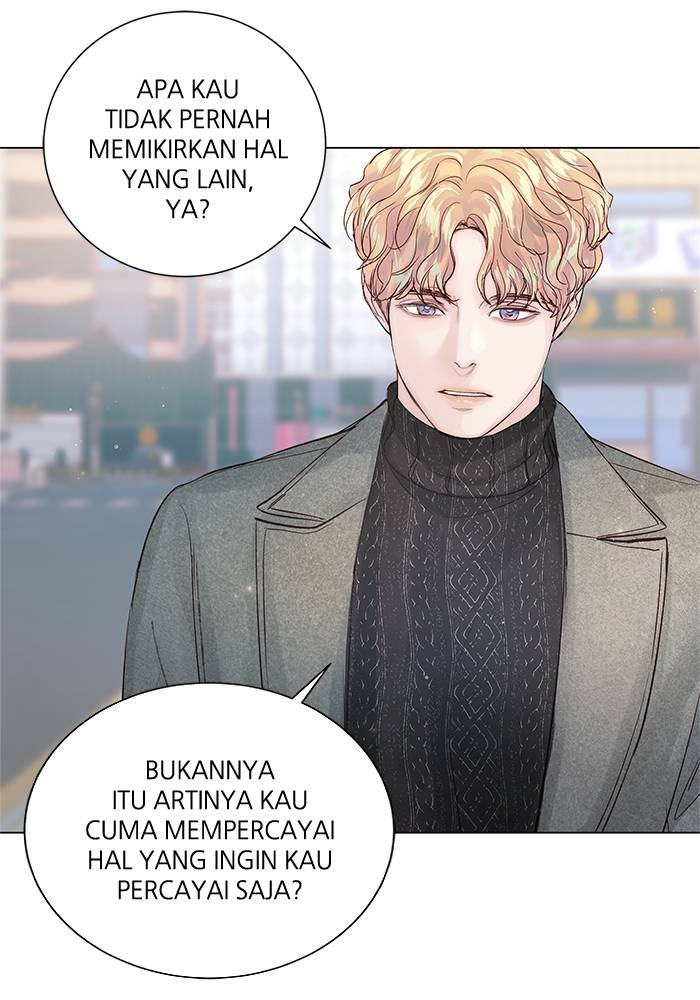 APA KAU
TIDAK PERNAH
MEMIKIRKAN HAL
YANG LAIN,
YA?
BUKANNYA
ITU ARTINYA KAU
CUMA MEMPERCAYAI
HAL YANG INGIN KAU
PERCAYAI SAJA?